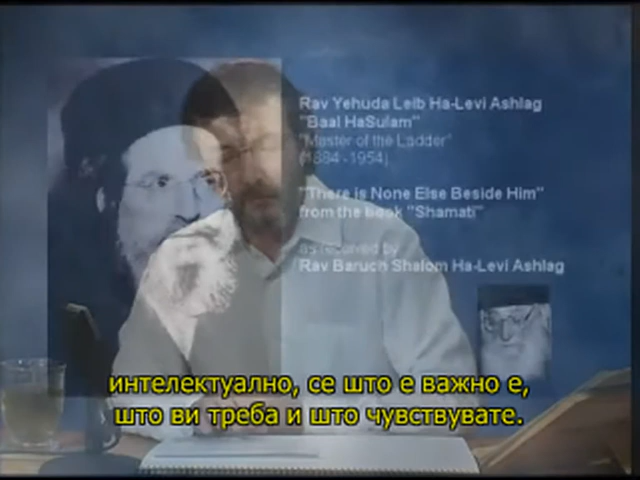 Rav Yehuda Leib Ha-Levi Ashlag
"Baal HaSulam"
"Master of the Ladder"
(1884 -1954)
"There is None Else Beside Him"
from the Book "Shamati"
as received by
Rav Baruch Shalom Ha-Levi Ashlag
интелектуално, се што е важно е,
што ви треба и што чувствувате.